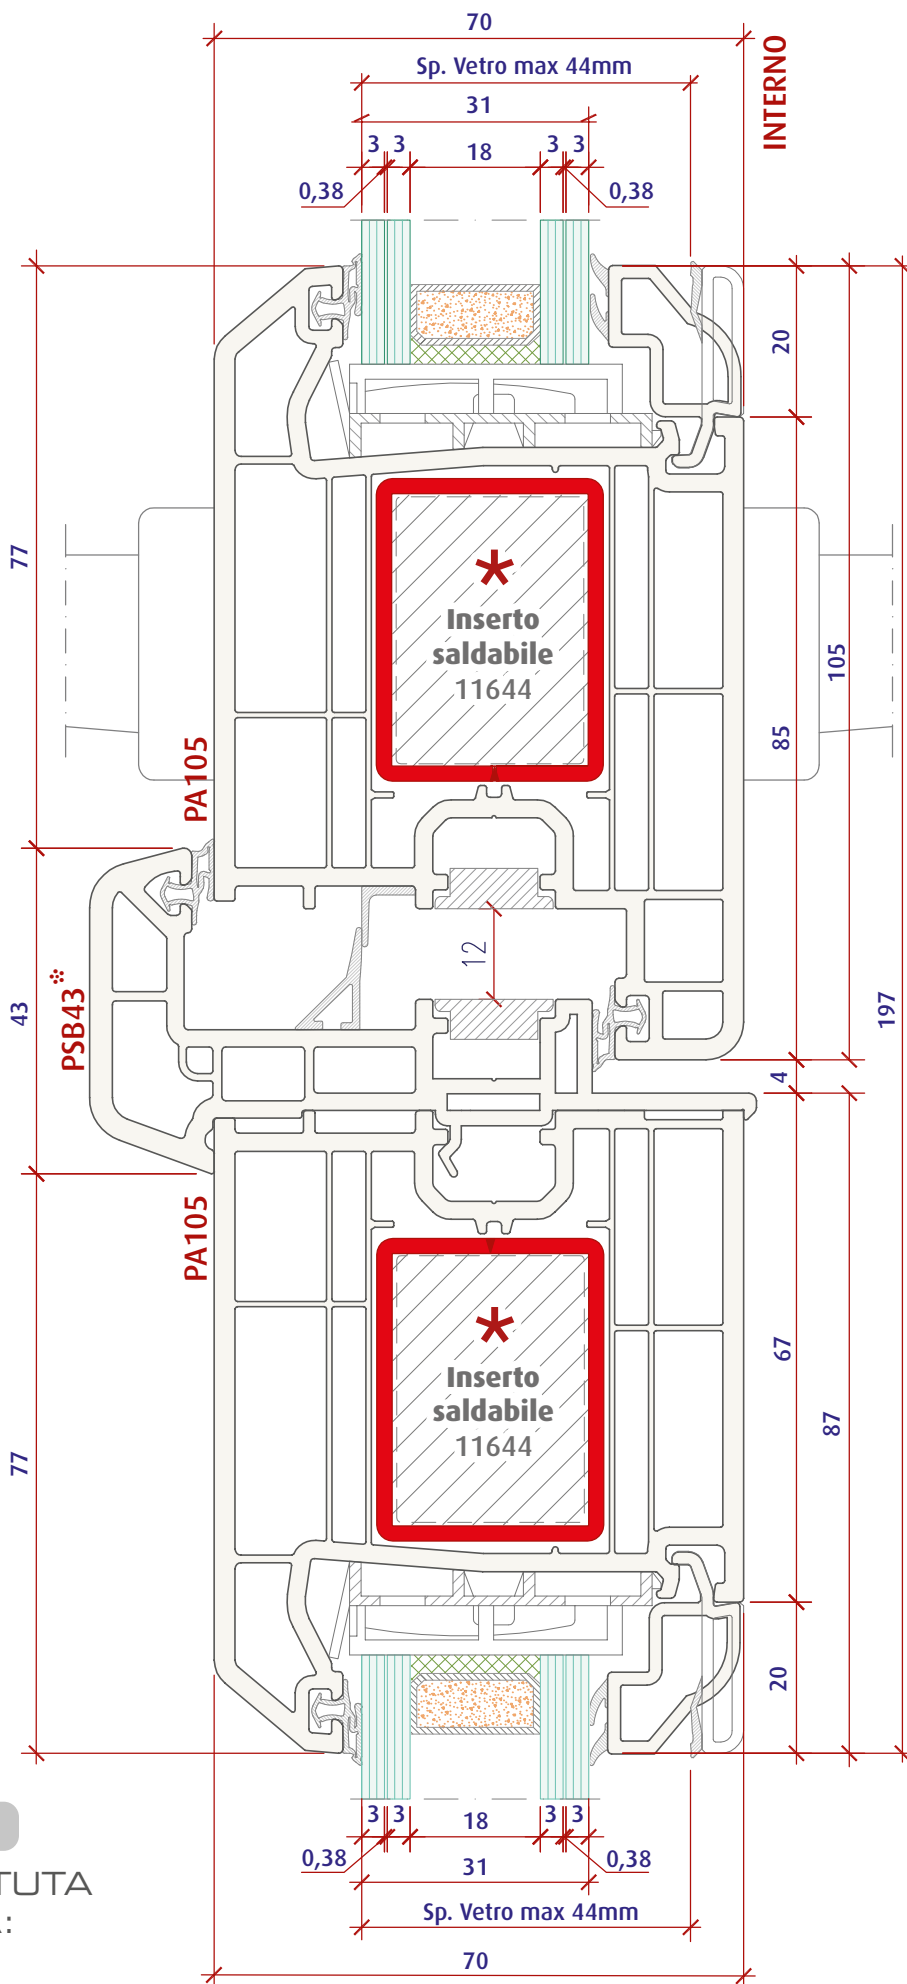 70
INTERNO
Sp. Vetro max 44mm
31
3 3 18 3 3
0,38 0,38
20
77
105
*
Inserto
saldabile
11644
85
PA105
12
PSB43*
43
197
4
PA105
67
*
Inserto
saldabile
11644
87
77
20
3 3 18 3 3
0,38 0,38
31
TUTA
Sp. Vetro max 44mm
70